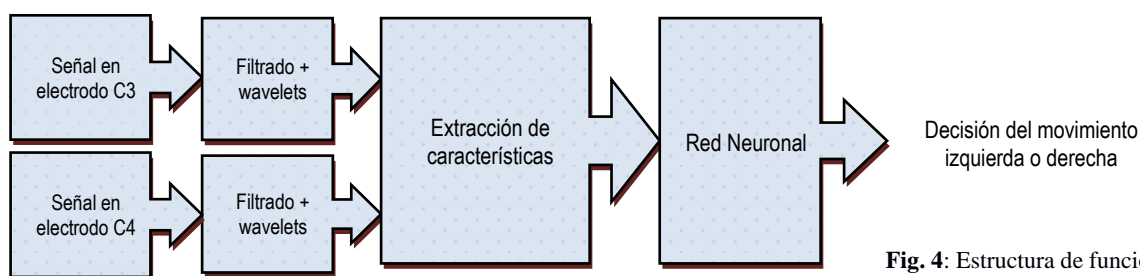 Señal en
electrodo C3
Filtrado +
wavelets
Señal en
electrodo C4
Filtrado +
wavelets
Extracción de
características
Red Neuronal
Decisión del movimiento
izquierda o derecha
Fig. 4: Estructura de funci